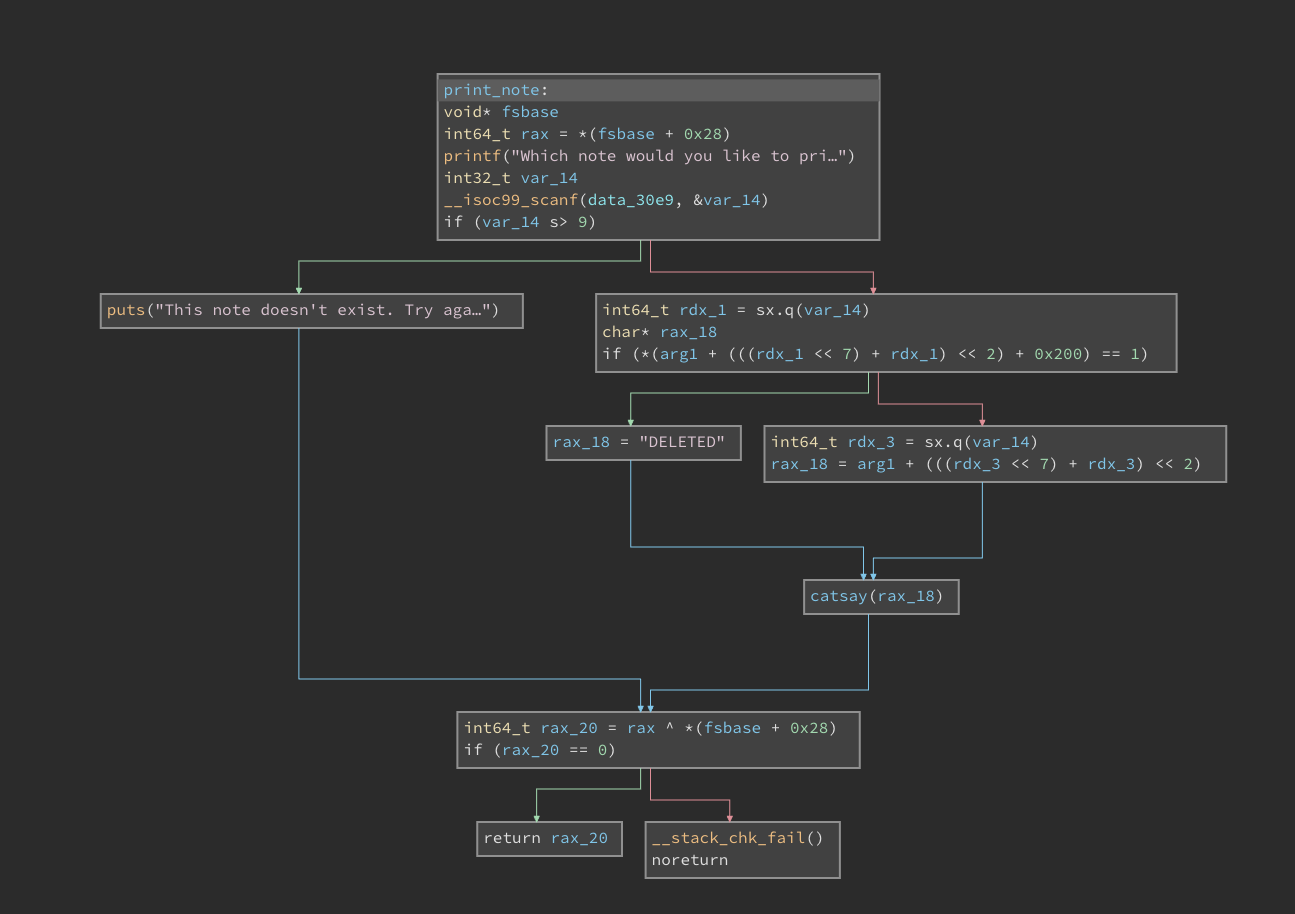 print_note:
void* fsbase
int64_t rax = *(fsbase + 0x28)
printf("Which note would you like to pri…")
int32_t var_14
__isoc99_scanf(data_30e9, &var_14)
if (var_14 s> 9)
puts("This note doesn't exist. Try aga…")
int64_t rdx_1 = sx.q(var_14)
char* rax_18
if (*(arg1 + (((rdx_1 << 7) + rdx_1) << 2) + 0x200) == 1)
rax_18 = "DELETED"
int64_t rdx_3 = sx.q(var_14)
rax_18 = arg1 + (((rdx_3 << 7) + rdx_3) << 2)
catsay(rax_18)
int64_t rax_20 = rax ^ *(fsbase + 0x28)
if (rax_20 == 0)
return rax_20
__stack_chk_fail()
noreturn